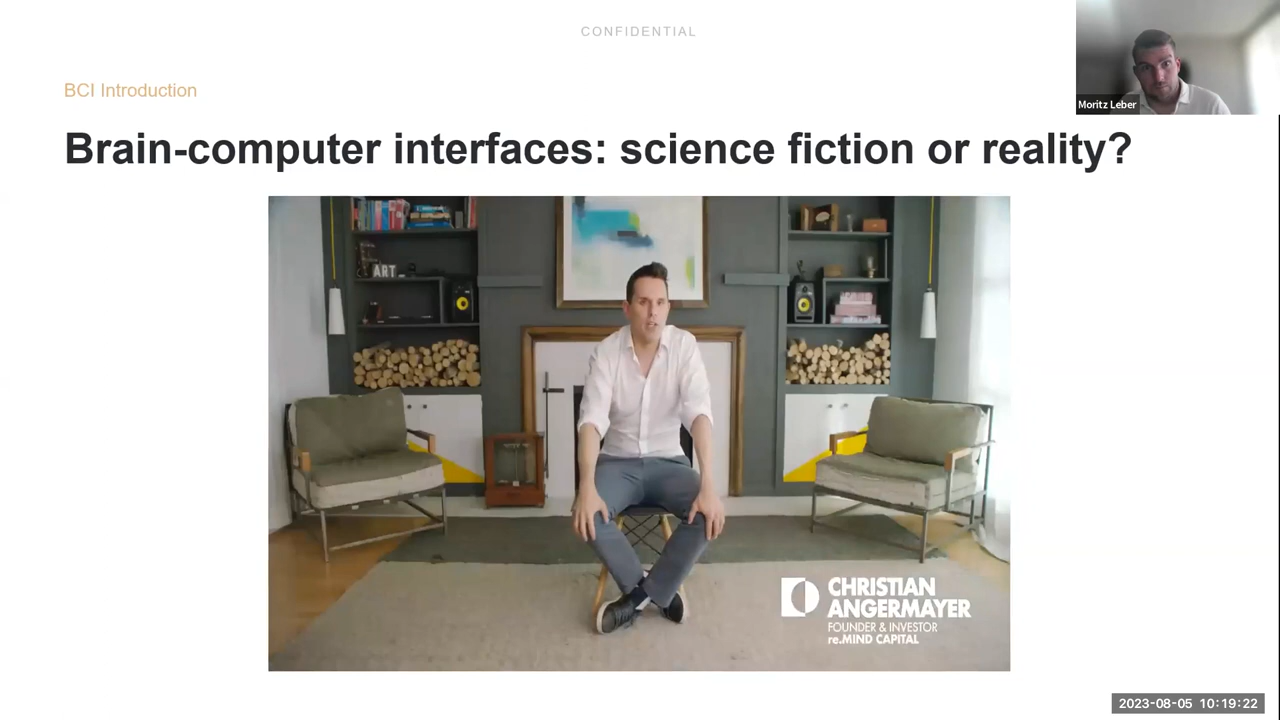 CONFIDENTIAL
BCI Introduction
Moritz Leber
Brain-computer interfaces: science fiction or reality?
ART
CHRISTIAN
ANGERMAYER
FOUNDER & INVESTOR
re.MIND CAPITAL
2023-08-05 10:19:22